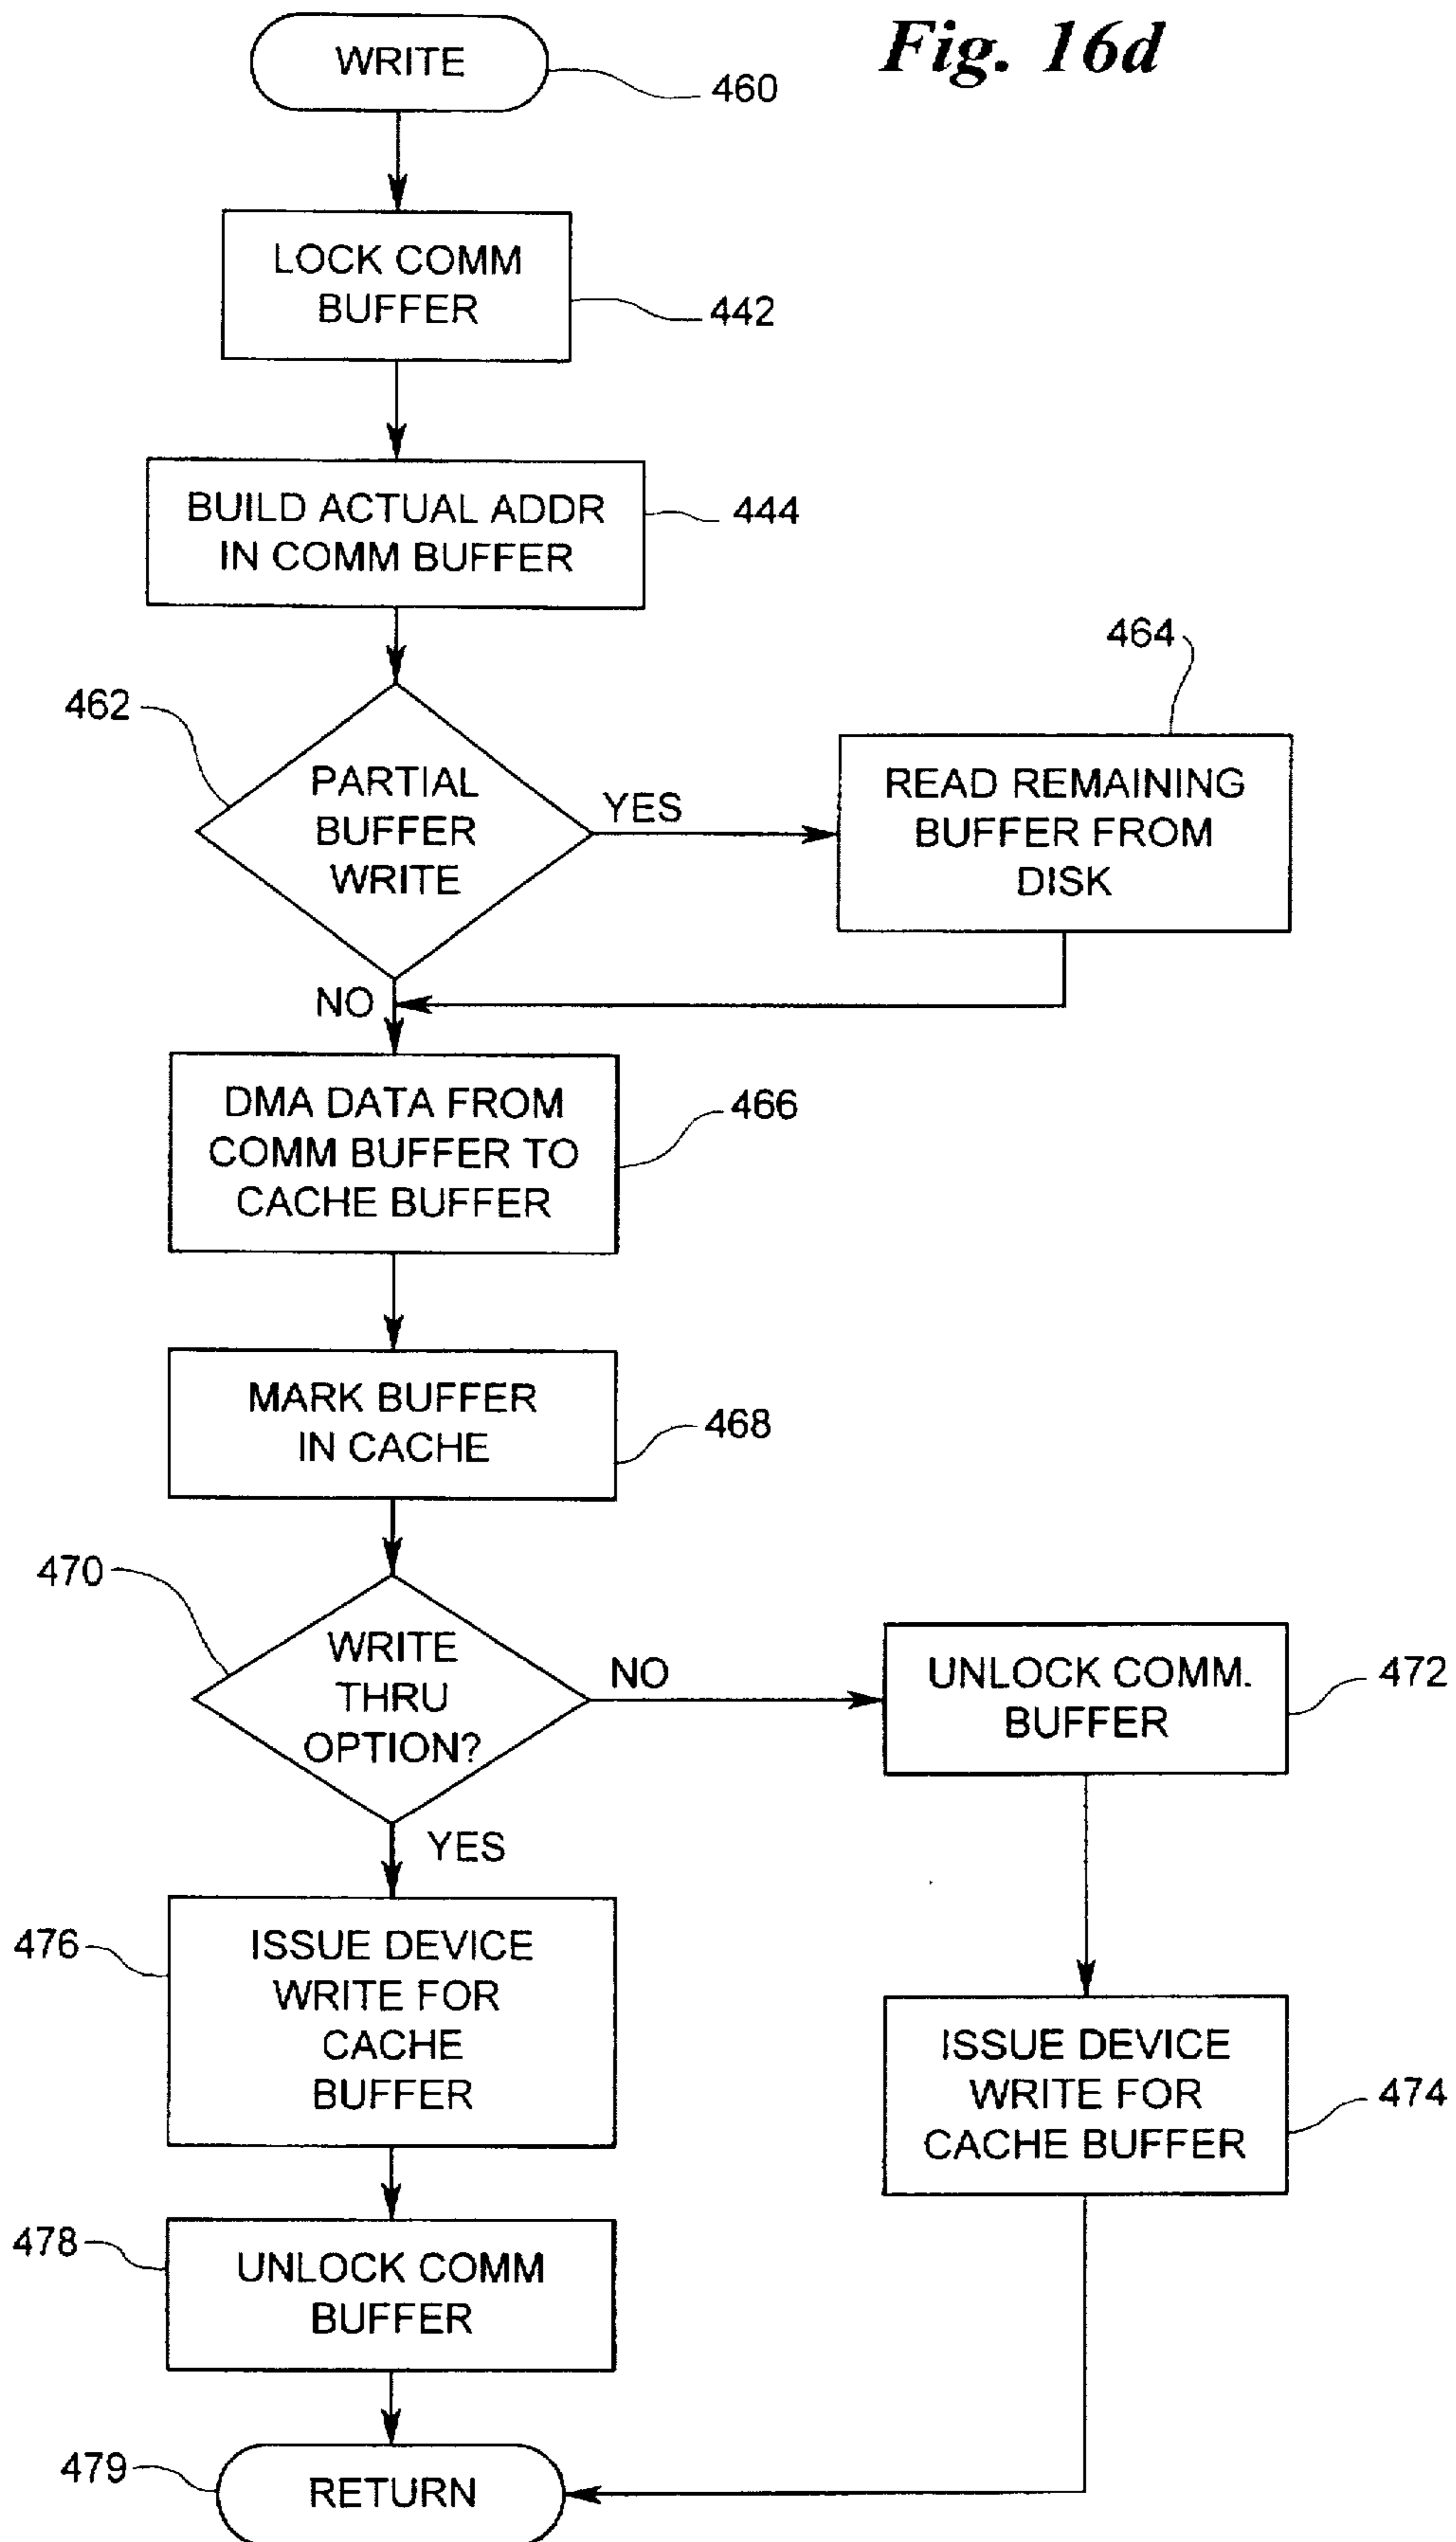 Fig. 16d
WRITE
460
LOCK COMM
BUFFER
442
BUILD ACTUAL ADDR
IN COMM BUFFER
444
464
462
PARTIAL
BUFFER
WRITE
YES
READ REMAINING
BUFFER FROM
DISK
NO
DMA DATA FROM
COMM BUFFER TO
CACHE BUFFER
466
MARK BUFFER
IN CACHE
468
470
WRITE
THRU
OPTION?
NO
UNLOCK COMM.
BUFFER
472
YES
476
ISSUE DEVICE
WRITE FOR
CACHE
BUFFER
ISSUE DEVICE
WRITE FOR
CACHE BUFFER
474
478
UNLOCK COMM
BUFFER
479
RETURN